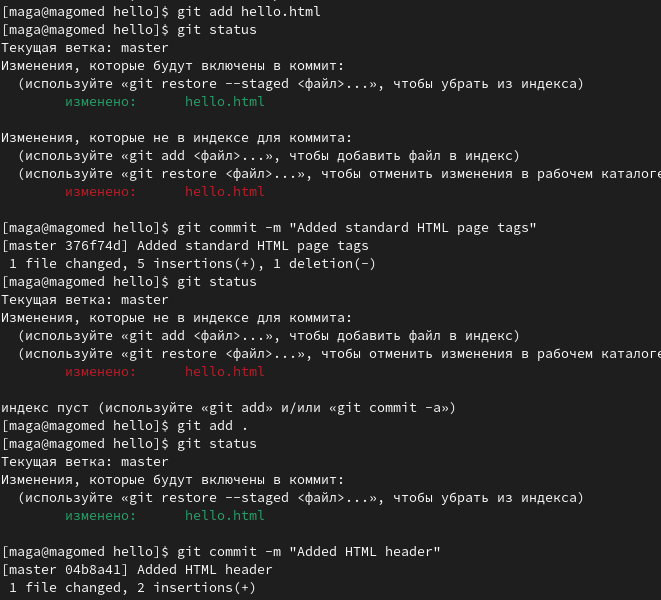 [maga@magomed hello]$ git add hello.html
[maga@magomed hello]$ git status
Текущая ветка: master
Изменения, которые будут включены в коммит:
  (используйте «git restore --staged <файл>...», чтобы убрать из индекса)
        изменено:      hello.html

Изменения, которые не в индексе для коммита:
  (используйте «git add <файл>...», чтобы добавить файл в индекс)
  (используйте «git restore <файл>...», чтобы отменить изменения в рабочем каталоге
        изменено:      hello.html

[maga@magomed hello]$ git commit -m "Added standard HTML page tags"
[master 376f74d] Added standard HTML page tags
 1 file changed, 5 insertions(+), 1 deletion(-)
[maga@magomed hello]$ git status
Текущая ветка: master
Изменения, которые не в индексе для коммита:
  (используйте «git add <файл>...», чтобы добавить файл в индекс)
  (используйте «git restore <файл>...», чтобы отменить изменения в рабочем каталоге
        изменено:      hello.html

индекс пуст (используйте «git add» и/или «git commit -a»)
[maga@magomed hello]$ git add .
[maga@magomed hello]$ git status
Текущая ветка: master
Изменения, которые будут включены в коммит:
  (используйте «git restore --staged <файл>...», чтобы убрать из индекса)
        изменено:      hello.html

[maga@magomed hello]$ git commit -m "Added HTML header"
[master 04b8a41] Added HTML header
 1 file changed, 2 insertions(+)